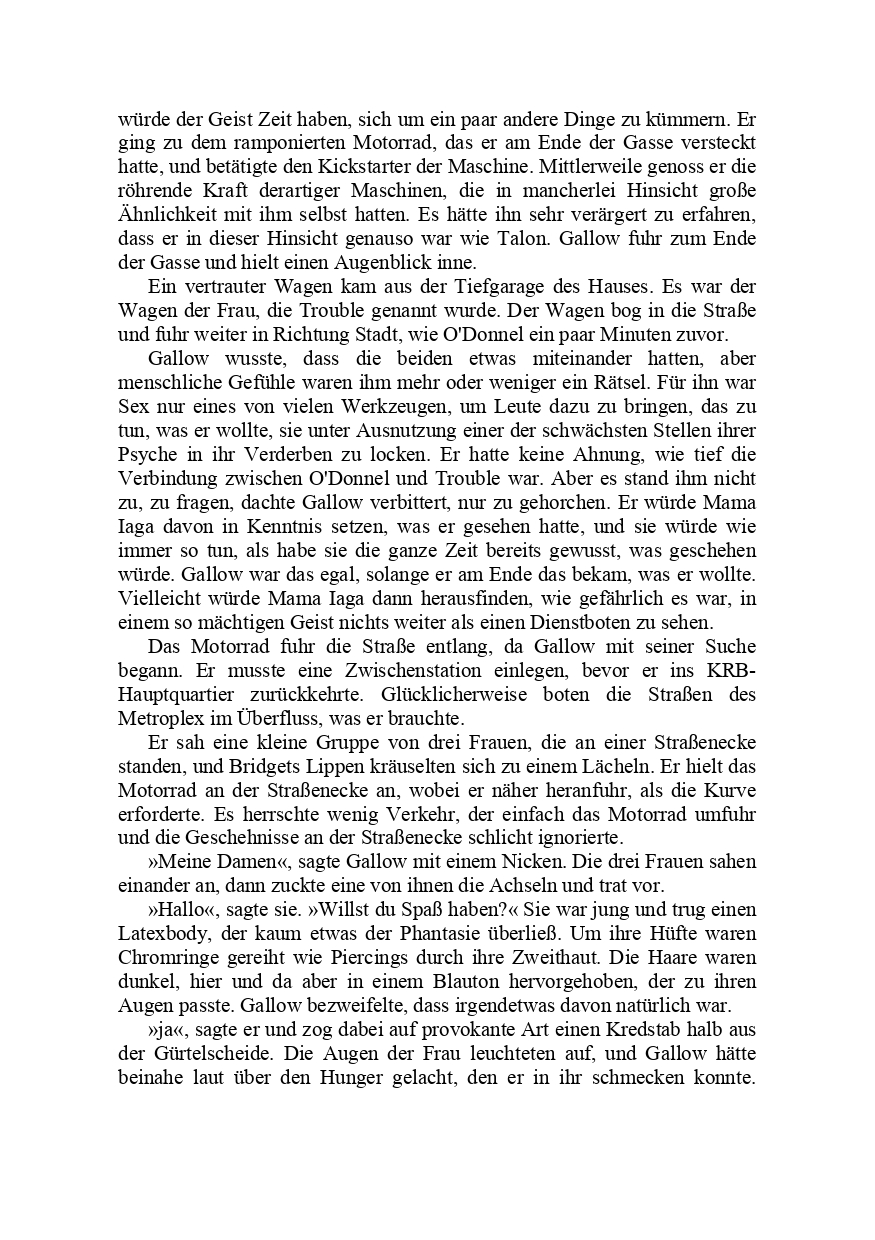 würde der Geist Zeit haben, sich um ein paar andere Dinge zu kümmern. Er
ging zu dem ramponierten Motorrad, das er am Ende der Gasse versteckt
hatte, und betätigte den Kickstarter der Maschine. Mittlerweile genoss er die
röhrende Kraft derartiger Maschinen, die in mancherlei Hinsicht große
Ähnlichkeit mit ihm selbst hatten. Es hätte ihn sehr verärgert zu erfahren,
dass er in dieser Hinsicht genauso war wie Talon. Gallow fuhr zum Ende
der Gasse und hielt einen Augenblick inne.
Ein vertrauter Wagen kam aus der Tiefgarage des Hauses. Es war der
Wagen der Frau, die Trouble genannt wurde. Der Wagen bog in die Straße
und fuhr weiter in Richtung Stadt, wie O'Donnel ein paar Minuten zuvor.
Gallow wusste, dass die beiden etwas miteinander hatten, aber
menschliche Gefühle waren ihm mehr oder weniger ein Rätsel. Für ihn war
Sex nur eines von vielen Werkzeugen, um Leute dazu zu bringen, das zu
tun, was er wollte, sie unter Ausnutzung einer der schwächsten Stellen ihrer
Psyche in ihr Verderben zu locken. Er hatte keine Ahnung, wie tief die
Verbindung zwischen O'Donnel und Trouble war. Aber es stand ihm nicht
zu, zu fragen, dachte Gallow verbittert, nur zu gehorchen. Er würde Mama
Iaga davon in Kenntnis setzen, was er gesehen hatte, und sie würde wie
immer so tun, als habe sie die ganze Zeit bereits gewusst, was geschehen
würde. Gallow war das egal, solange er am Ende das bekam, was er wollte.
Vielleicht würde Mama Iaga dann herausfinden, wie gefährlich es war, in
einem so mächtigen Geist nichts weiter als einen Dienstboten zu sehen.
Das Motorrad fuhr die Straße entlang, da Gallow mit seiner Suche
begann. Er musste eine Zwischenstation einlegen, bevor er ins KRB-
Hauptquartier zurückkehrte. Glücklicherweise boten die Straßen des
Metroplex im Überfluss, was er brauchte.
Er sah eine kleine Gruppe von drei Frauen, die an einer Straßenecke
standen, und Bridgets Lippen kräuselten sich zu einem Lächeln. Er hielt das
Motorrad an der Straßenecke an, wobei er näher heranfuhr, als die Kurve
erforderte. Es herrschte wenig Verkehr, der einfach das Motorrad umfuhr
und die Geschehnisse an der Straßenecke schlicht ignorierte.
»Meine Damen«, sagte Gallow mit einem Nicken. Die drei Frauen sahen
einander an, dann zuckte eine von ihnen die Achseln und trat vor.
»Hallo«, sagte sie. »Willst du Spaß haben?« Sie war jung und trug einen
Latexbody, der kaum etwas der Phantasie überließ. Um ihre Hüfte waren
Chromringe gereiht wie Piercings durch ihre Zweithaut. Die Haare waren
dunkel, hier und da aber in einem Blauton hervorgehoben, der zu ihren
Augen passte. Gallow bezweifelte, dass irgendetwas davon natürlich war.
»ja«, sagte er und zog dabei auf provokante Art einen Kredstab halb aus
der Gürtelscheide. Die Augen der Frau leuchteten auf, und Gallow hätte
beinahe laut über den Hunger gelacht, den er in ihr schmecken konnte.